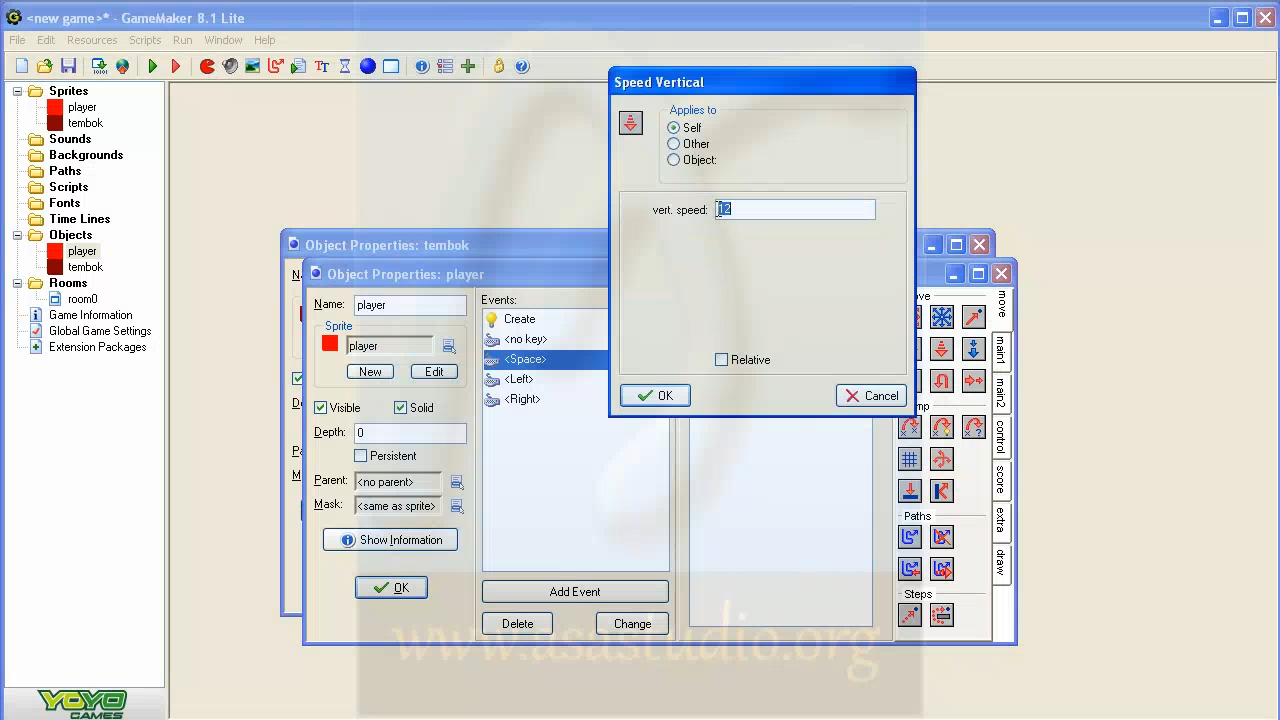 <new game>* - GameMaker 8.1 Lite
File Edit Resources Scripts Run Window Help
Sprites
player
tembok
Sounds
Backgrounds
Paths
Scripts
Fonts
Time Lines
Objects
player
tembok
Rooms
room0
Game Information
Global Game Settings
Extension Packages
YOYO
GAMES
Object Properties: tembok
Object Properties: player
Name: player
Sprite
player
New Edit
Visible Solid
Depth: 0
Persistent
Parent: <no parent>
Mask: <same as sprite>
Show Information
OK
Events:
Create
<no key>
<Space>
<Left>
<Right>
Add Event
Delete Change
Speed Vertical
Applies to
Self
Other
Object:
vert. speed: 12
Relative
OK Cancel
Paths
Steps
move
main1
main2
control
score
extra
draw
www.asastudio.org